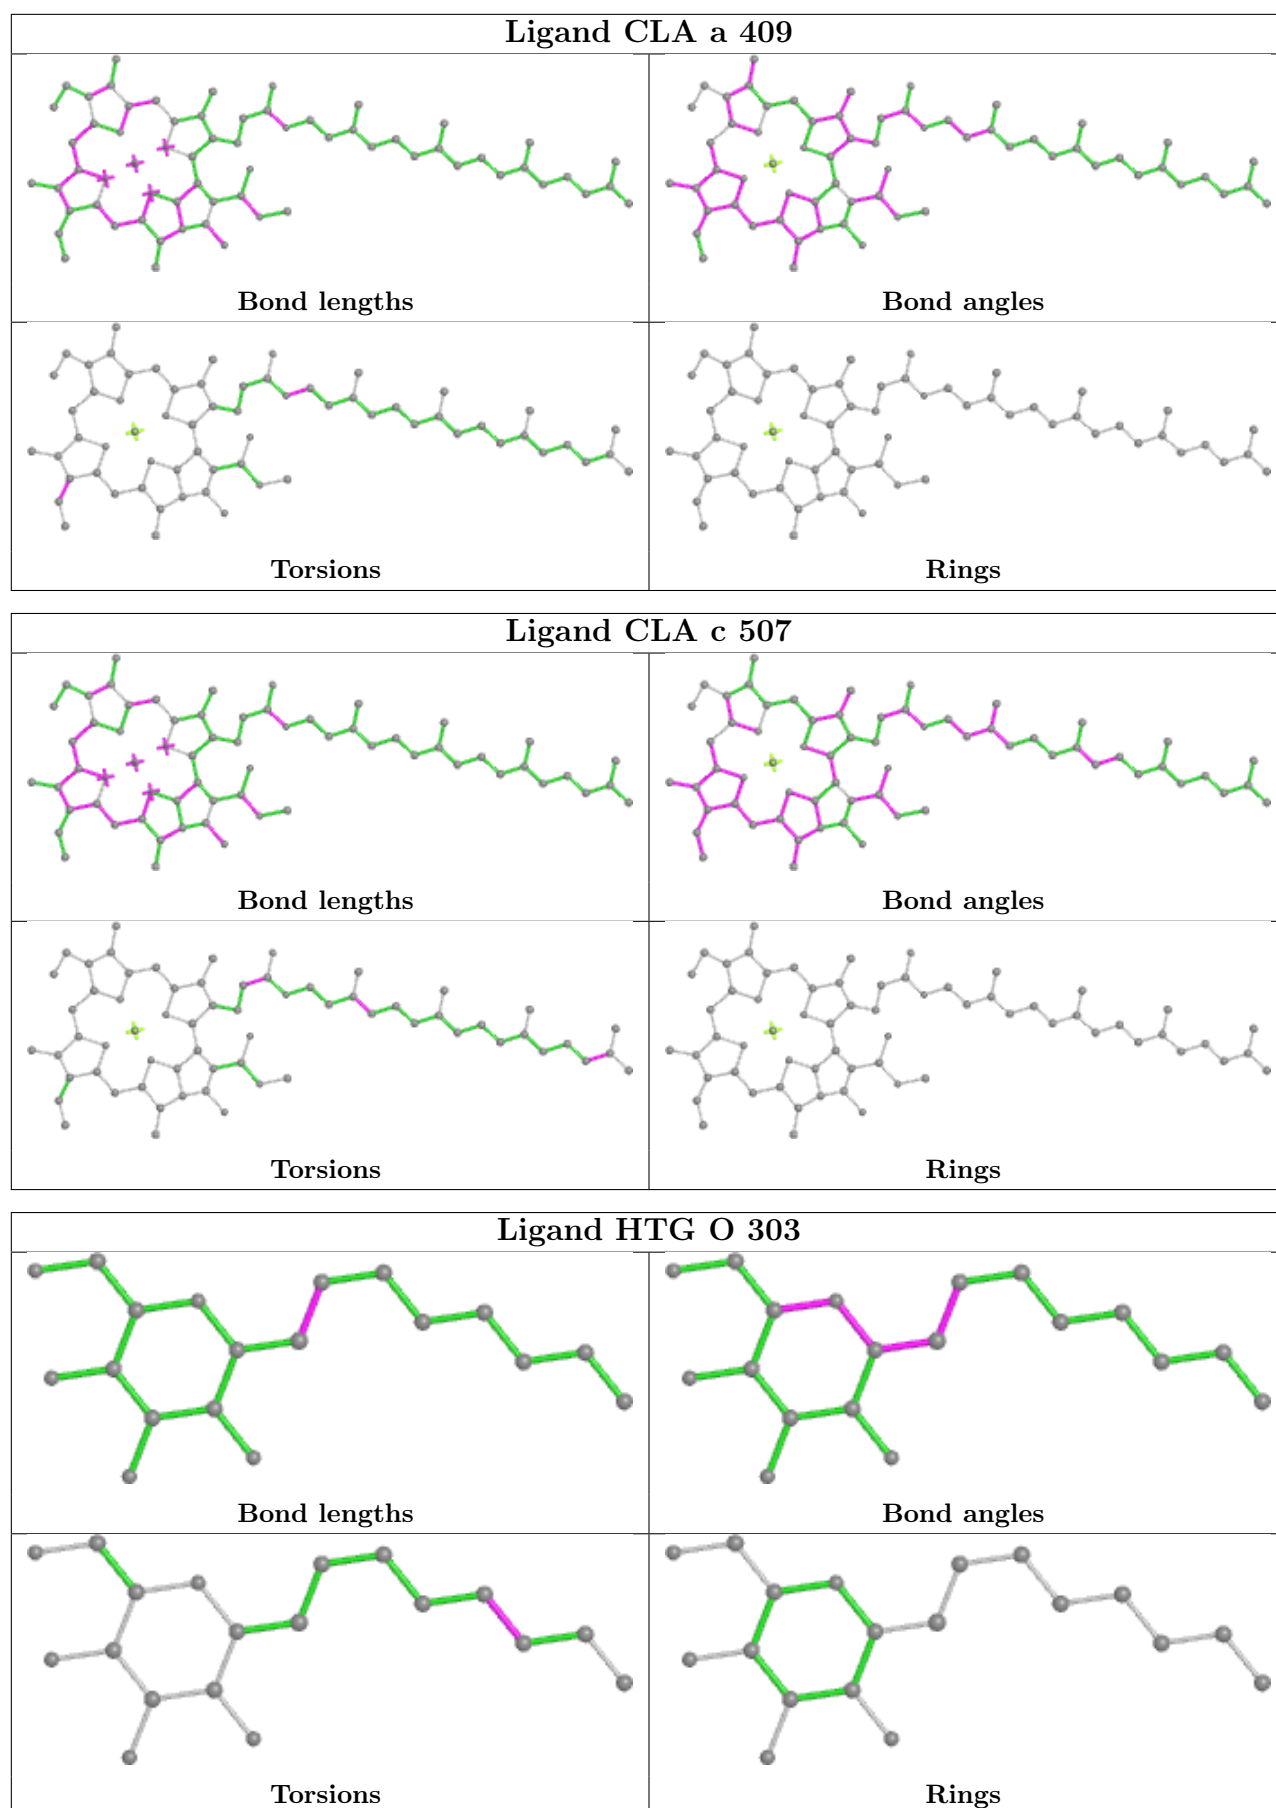 Ligand CLA a 409
Bond lengths
Bond angles
Torsions
Rings
Ligand CLA c 507
Bond lengths
Bond angles
Torsions
Rings
Ligand HTG O 303
Bond lengths
Bond angles
Torsions
Rings